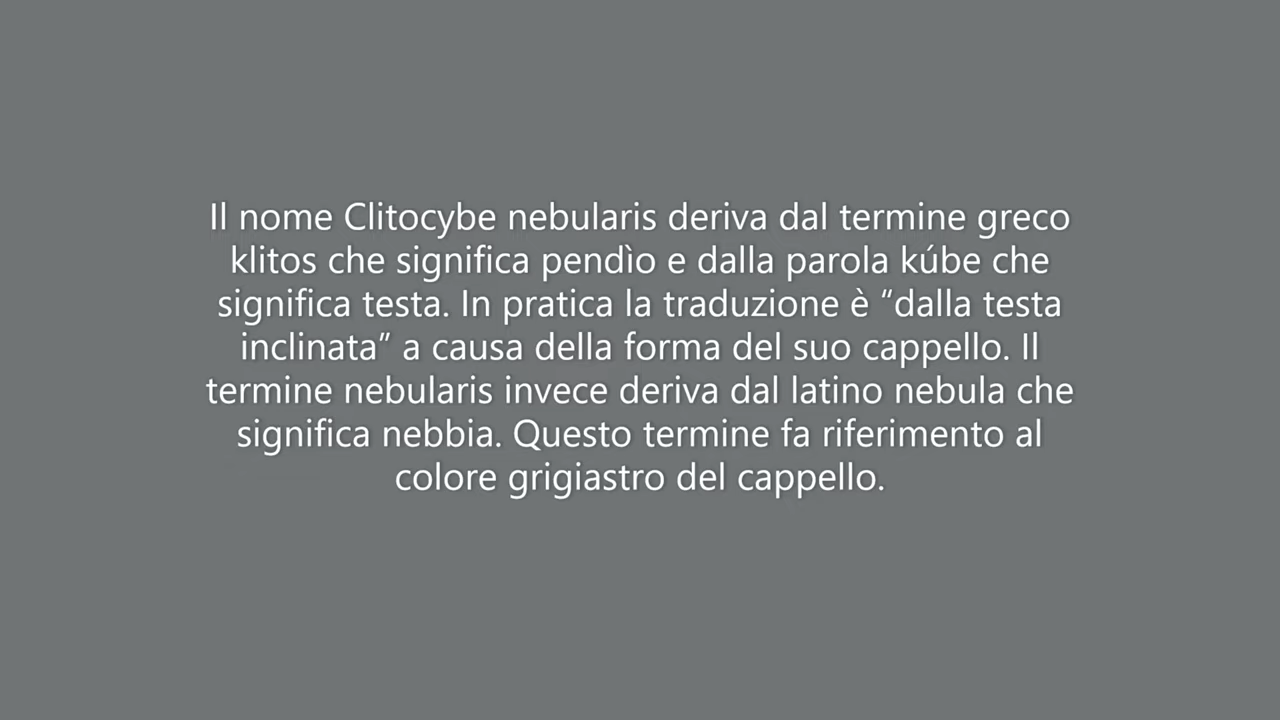 Il nome Clitocybe nebularis deriva dal termine greco
klitos che significa pendìo e dalla parola kúbe che
significa testa. In pratica la traduzione è “dalla testa
inclinata” a causa della forma del suo cappello. Il
termine nebularis invece deriva dal latino nebula che
significa nebbia. Questo termine fa riferimento al
colore grigiastro del cappello.